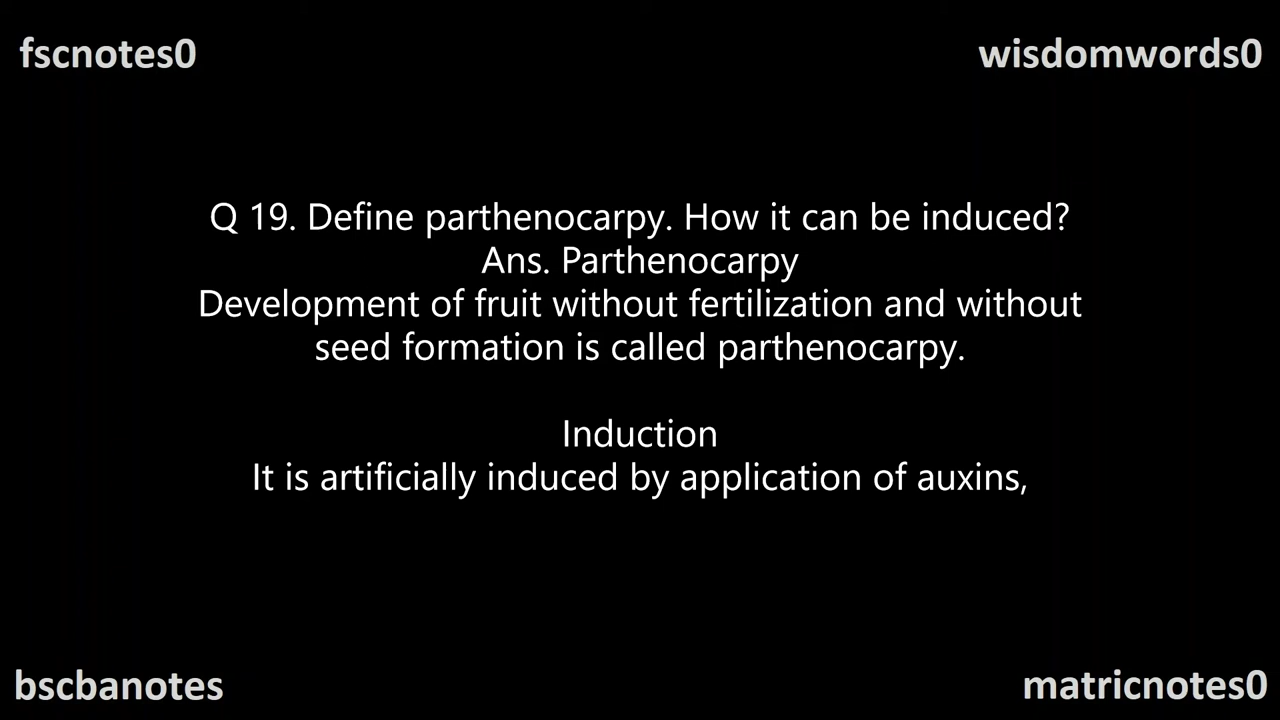 fscnotes0
wisdomwords0
Q 19. Define parthenocarpy. How it can be induced?
Ans. Parthenocarpy
Development of fruit without fertilization and without
seed formation is called parthenocarpy.
Induction
It is artificially induced by application of auxins,
bscbanotes
matricnotes0